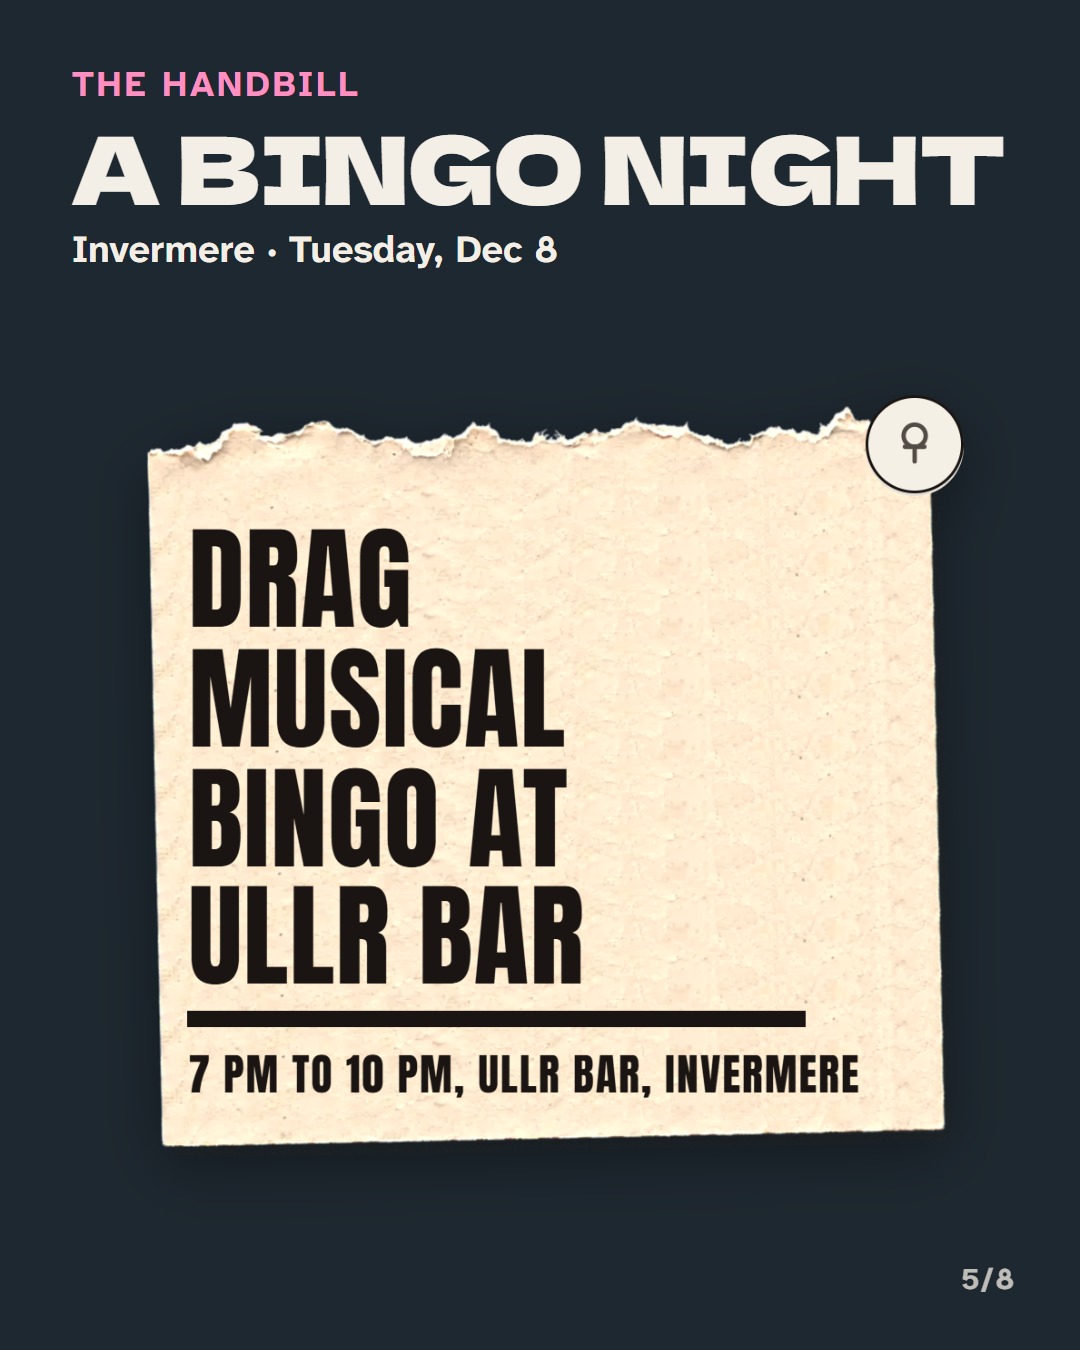 THE HANDBILL
A BINGO NIGHT
Invermere · Tuesday, Dec 8
DRAG
MUSICAL
BINGO AT
ULLR BAR
7 PM TO 10 PM, ULLR BAR, INVERMERE
5/8